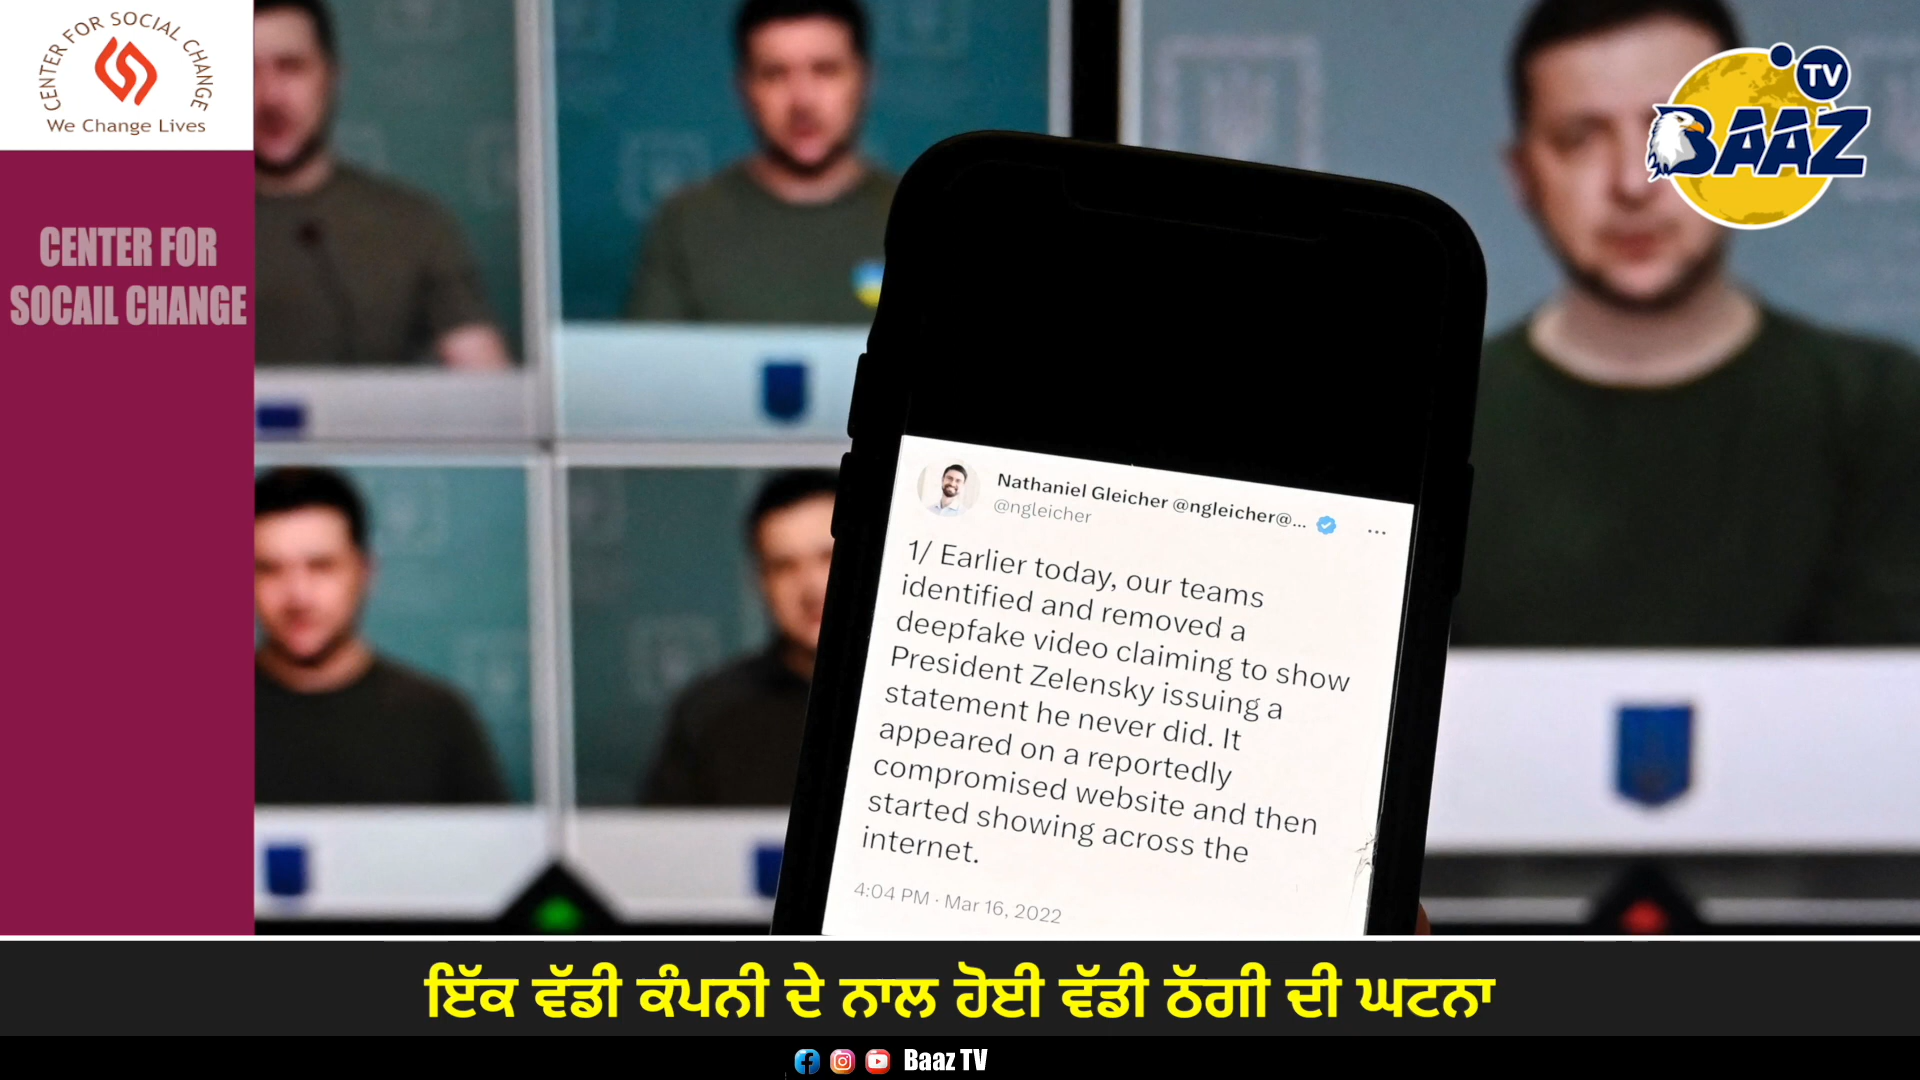 CENTER FOR SOCIAL CHANGE
We Change Lives
CENTER FOR
SOCAIL CHANGE
TV
BAAZ
Nathaniel Gleicher @ngleicher@...
@ngleicher
...
1/ Earlier today, our teams
identified and removed a
deepfake video claiming to show
President Zelensky issuing a
statement he never did. It
appeared on a reportedly
compromised website and then
started showing across the
internet.
4:04 PM · Mar 16, 2022
ਇੱਕ ਵੱਡੀ ਕੰਪਨੀ ਦੇ ਨਾਲ ਹੋਈ ਵੱਡੀ ਠੱਗੀ ਦੀ ਘਟਨਾ
Baaz TV